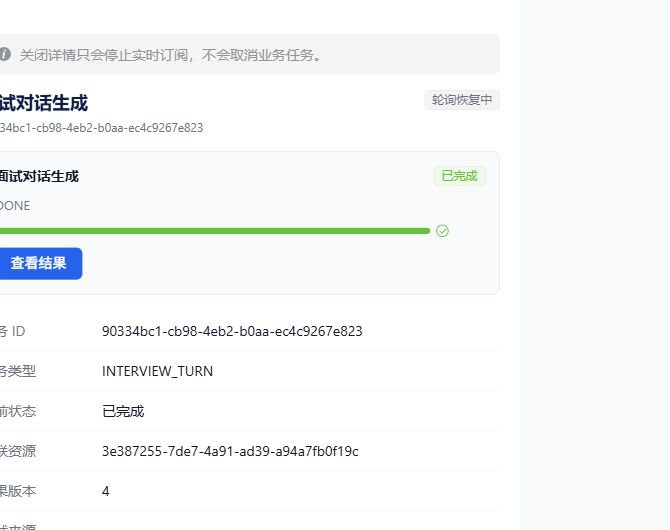 关闭详情只会停止实时订阅，不会取消业务任务。
试对话生成
轮询恢复中
34bc1-cb98-4eb2-b0aa-ec4c9267e823
面试对话生成
已完成
DONE
查看结果
务 ID
90334bc1-cb98-4eb2-b0aa-ec4c9267e823
务类型
INTERVIEW_TURN
前状态
已完成
联资源
3e387255-7de7-4a91-ad39-a94a7fb0f19c
果版本
4